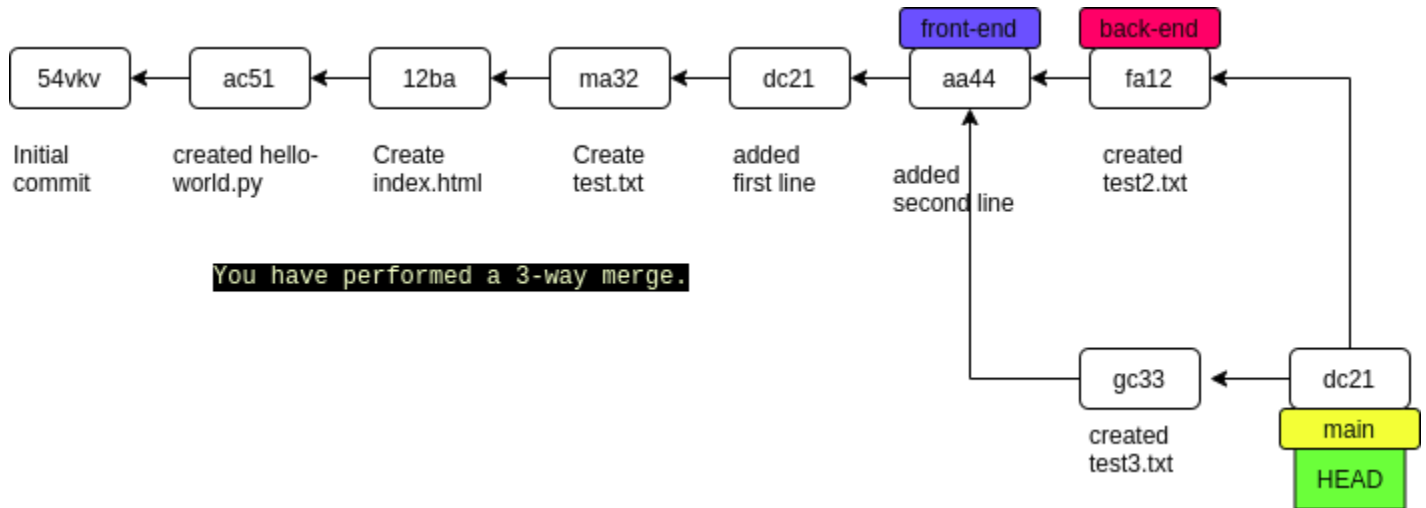 front-end
back-end
54vkv
ac51
12ba
ma32
dc21
aa44
fa12
Initial
commit
created hello-
world.py
Create
index.html
Create
test.txt
added
first line
added
second line
created
test2.txt
You have performed a 3-way merge.
gc33
dc21
created
test3.txt
main
HEAD